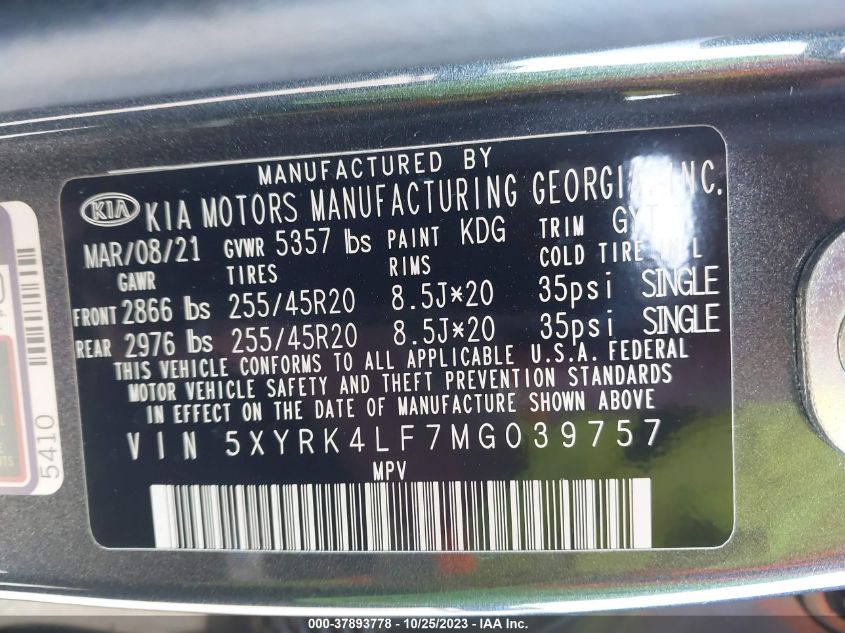 MANUFACTURED BY
KIA KIA MOTORS MANUFACTURING GEORGIA, INC.
MAR/08/21 GVWR 5357 lbs PAINT KDG TRIM
GAWR TIRES RIMS COLD TIRE
FRONT 2866 lbs 255/45R20 8.5J*20 35psi SINGLE
REAR 2976 lbs 255/45R20 8.5J*20 35psi SINGLE
THIS VEHICLE CONFORMS TO ALL APPLICABLE U.S.A. FEDERAL
MOTOR VEHICLE SAFETY AND THEFT PREVENTION STANDARDS
IN EFFECT ON THE DATE OF MANUFACTURE SHOWN ABOVE.
VIN 5XYRK4LF7MG039757
MPV
5410
000-37893778 - 10/25/2023 - IAA Inc.